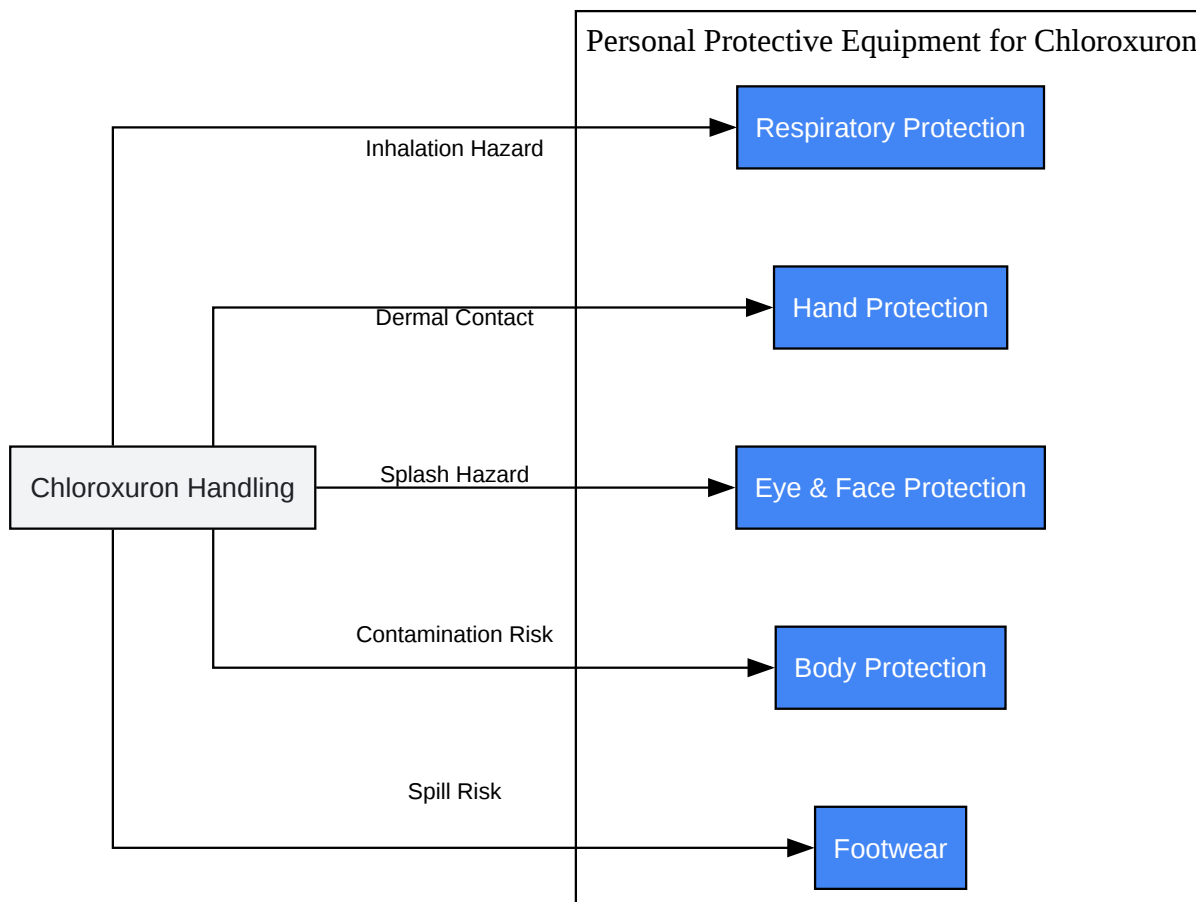 Personal Protective Equipment for Chloroxuron
Respiratory Protection
Inhalation Hazard
Hand Protection
Dermal Contact
Splash Hazard
Chloroxuron Handling
Eye & Face Protection
Contamination Risk
Body Protection
Spill Risk
Footwear